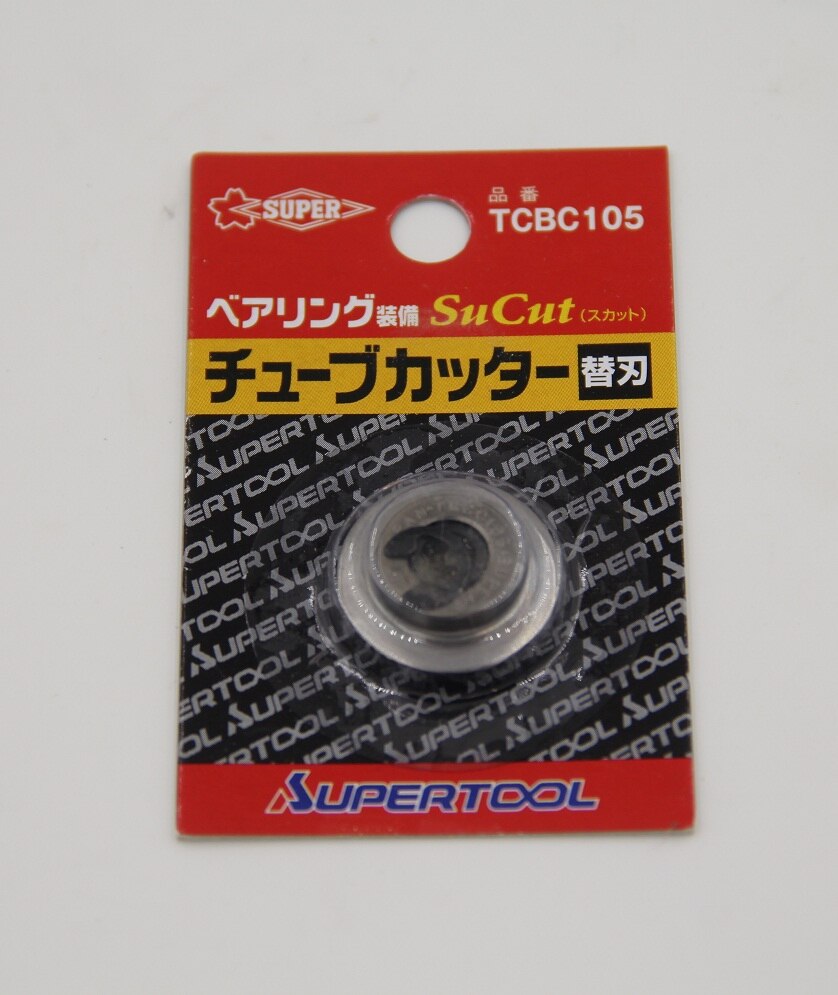 SUPER
品番
TCBC105
ベアリング装備 SuCut (スカット)
チューブカッター 替刃
SUPERTOOL
SUPERTOOL